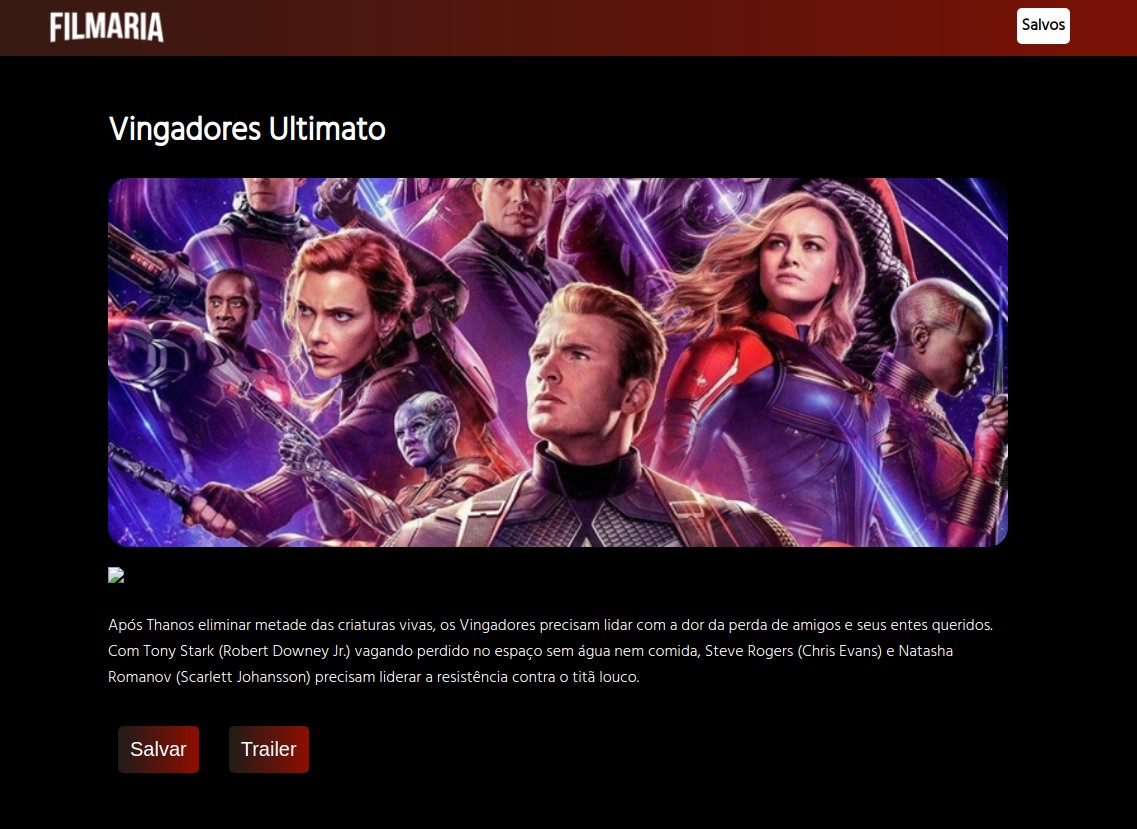 FILMARIA
Salvos
Vingadores Ultimato
Após Thanos eliminar metade das criaturas vivas, os Vingadores precisam lidar com a dor da perda de amigos e seus entes queridos.
Com Tony Stark (Robert Downey Jr.) vagando perdido no espaço sem água nem comida, Steve Rogers (Chris Evans) e Natasha
Romanov (Scarlett Johansson) precisam liderar a resistência contra o titã louco.
Salvar
Trailer